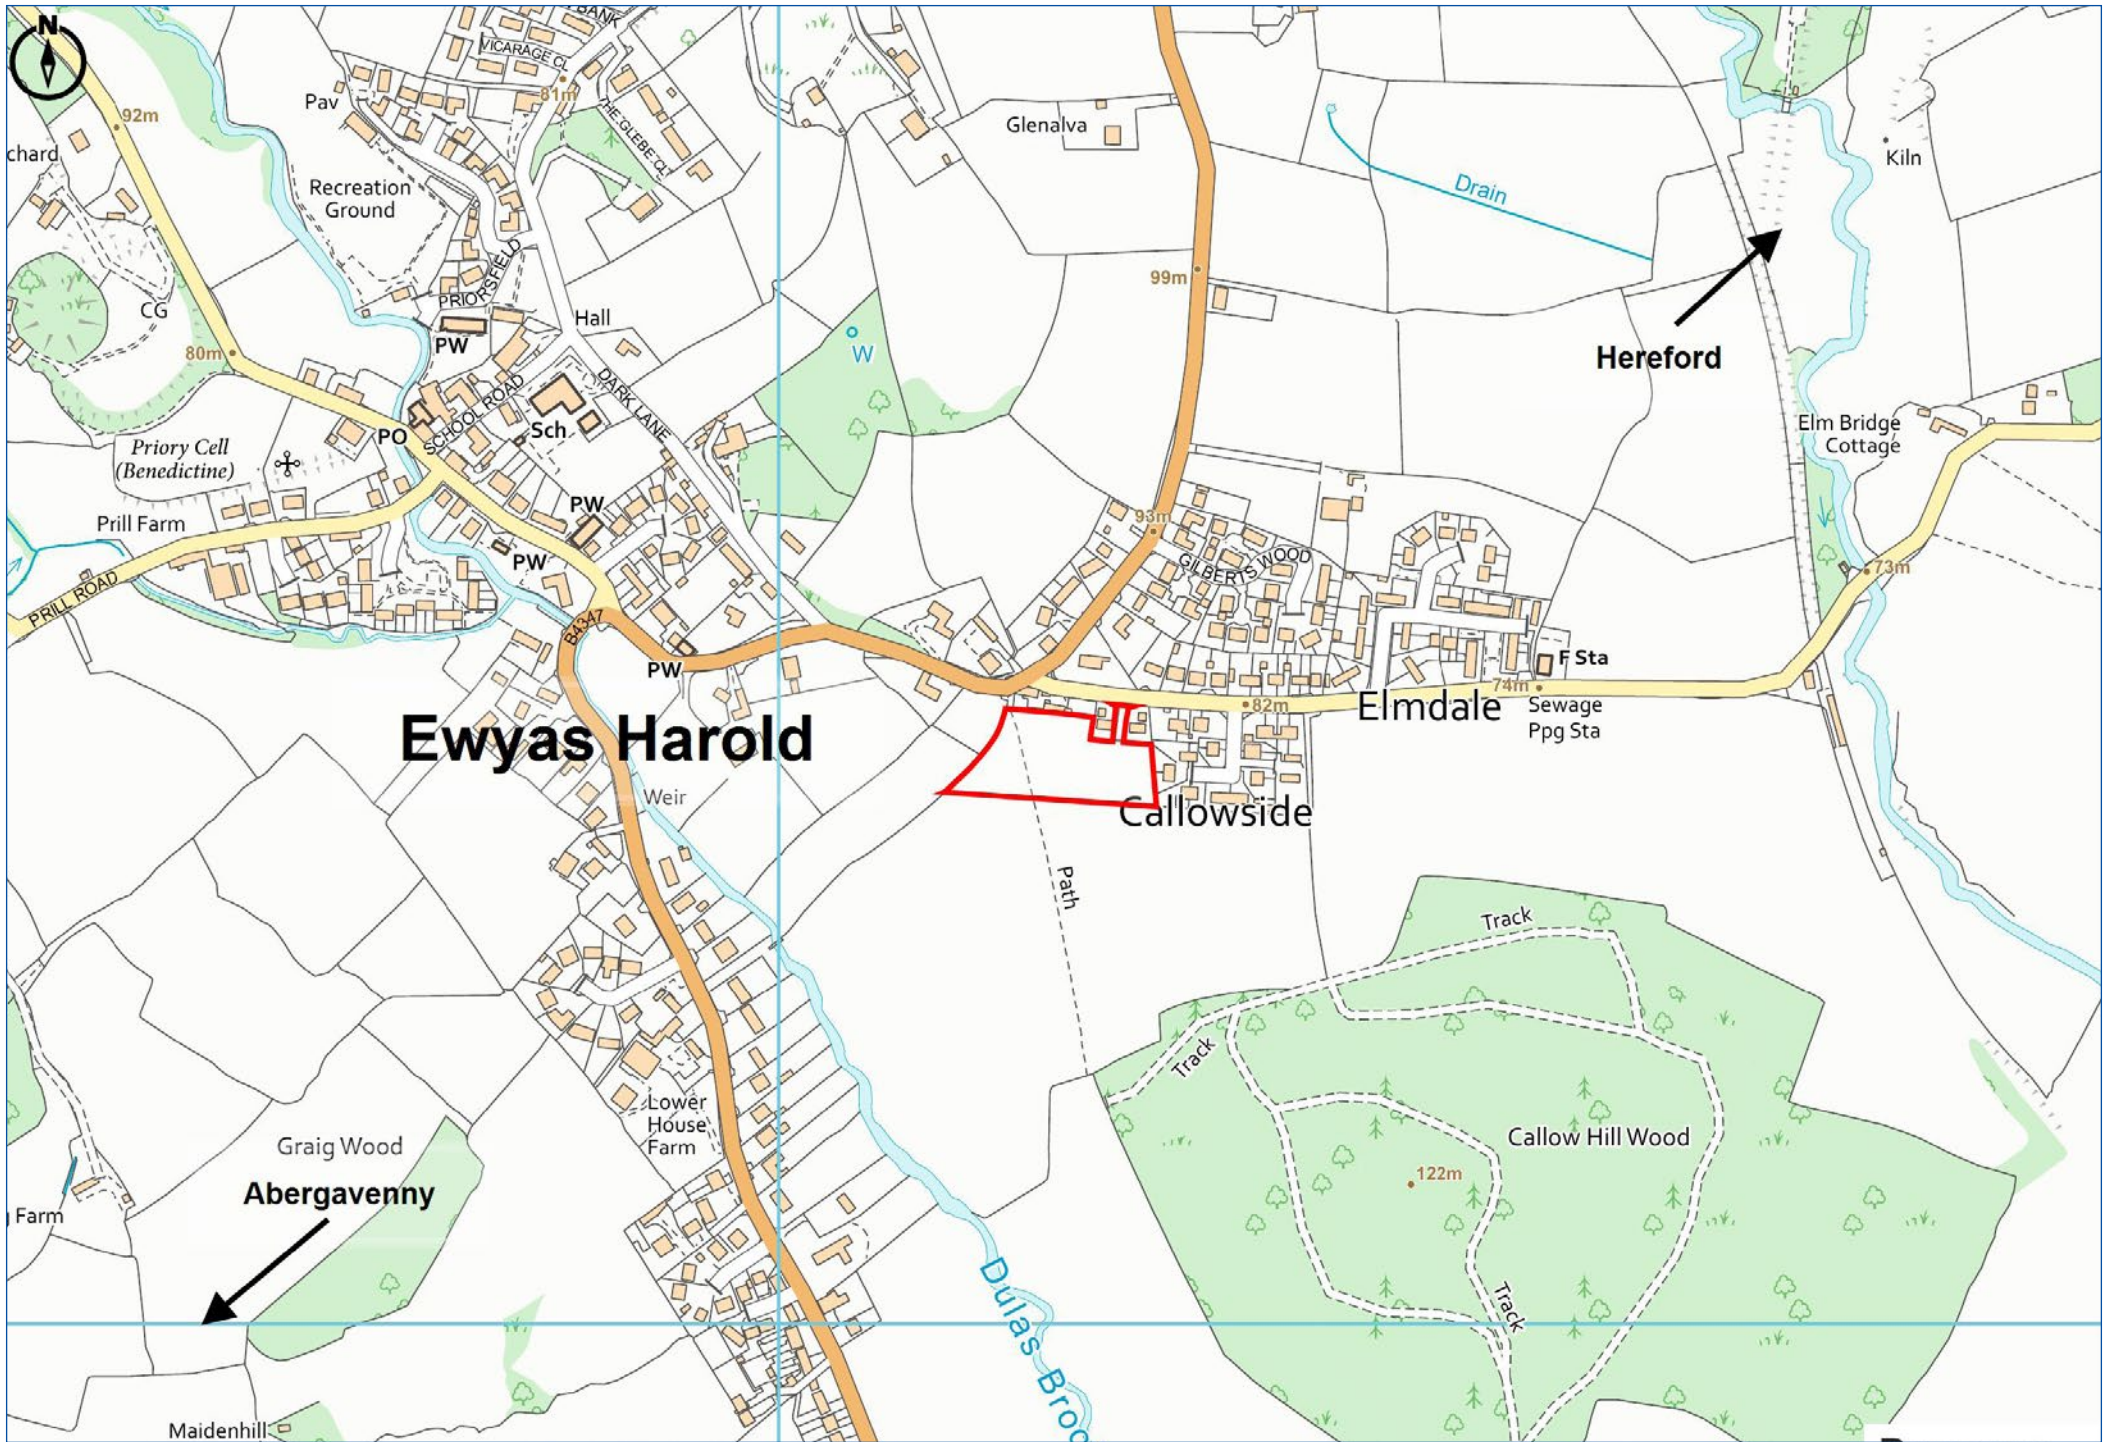 N
BANK
VICARAGE CL
81m
THE GLEBE CL
Pav
92m
chard
Recreation
Ground
Glenalva
Drain
Kiln
PRIORSFIELD
CG
80m
PW
Hall
W
99m
Hereford
SCHOOL ROAD
DARK LANE
PO
Sch
Priory Cell
(Benedictine)
Elm Bridge
Cottage
Prill Farm
PW
PW
93m
GILBERTS WOOD
73m
PRILL ROAD
B4347
PW
F Sta
74m
Sewage
Ppg Sta
82m
Elmdale
Ewyas Harold
Weir
Callowside
Path
Track
Track
Lower
House
Farm
Graig Wood
Abergavenny
Callow Hill Wood
122m
Farm
Track
Dulas Broo
Maidenhill